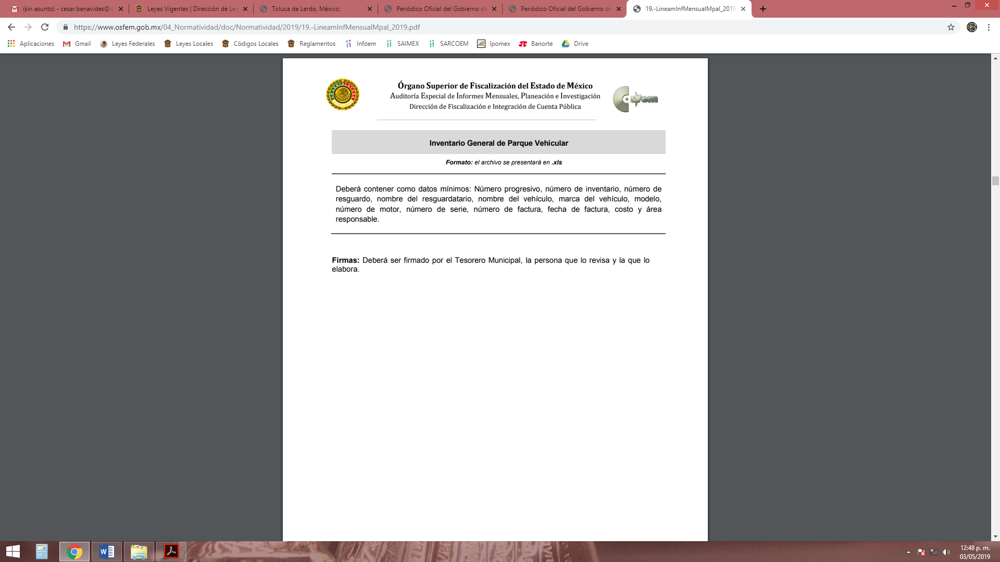 (sin asunto) - cesar.benavides@it
Leyes Vigentes | Dirección de Leg
Toluca de Lerdo, México,
Periódico Oficial del Gobierno de
Periódico Oficial del Gobierno de
19.-LineamInfMensualMpal_2019
https://www.osfem.gob.mx/04_Normatividad/doc/Normatividad/2019/19.-LineamInfMensualMpal_2019.pdf
Aplicaciones Gmail Leyes Federales Leyes Locales Códigos Locales Reglamentos Infoem SAIMEX SARCOEM Ipomex Banorte Drive
Órgano Superior de Fiscalización del Estado de México
Auditoría Especial de Informes Mensuales, Planeación e Investigación
Dirección de Fiscalización e Integración de Cuenta Pública
osfem
Inventario General de Parque Vehicular
Formato: el archivo se presentará en .xls
Deberá contener como datos mínimos: Número progresivo, número de inventario, número de
resguardo, nombre del resguardatario, nombre del vehículo, marca del vehículo, modelo,
número de motor, número de serie, número de factura, fecha de factura, costo y área
responsable.
Firmas: Deberá ser firmado por el Tesorero Municipal, la persona que lo revisa y la que lo
elabora.
12:48 p. m.
03/05/2019